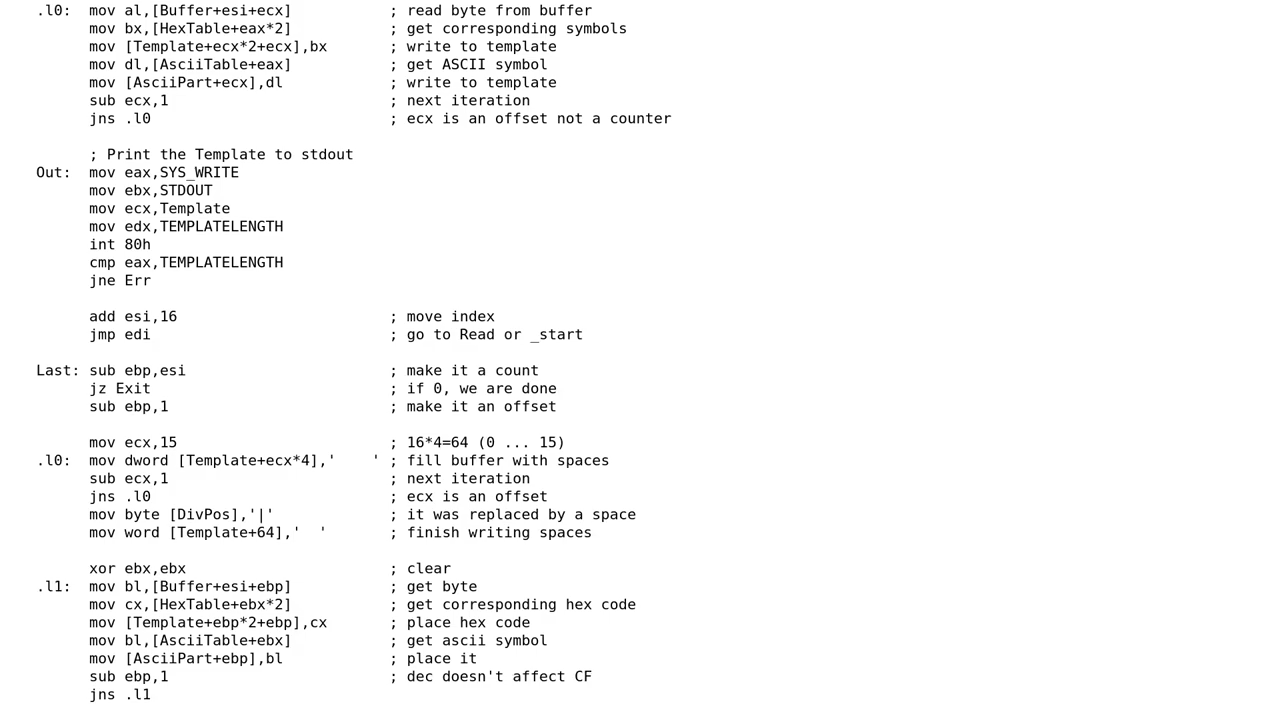 .l0:  mov al,[Buffer+esi+ecx]           ; read byte from buffer
      mov bx,[HexTable+eax*2]           ; get corresponding symbols
      mov [Template+ecx*2+ecx],bx       ; write to template
      mov dl,[AsciiTable+eax]           ; get ASCII symbol
      mov [AsciiPart+ecx],dl            ; write to template
      sub ecx,1                         ; next iteration
      jns .l0                           ; ecx is an offset not a counter

      ; Print the Template to stdout
Out:  mov eax,SYS_WRITE
      mov ebx,STDOUT
      mov ecx,Template
      mov edx,TEMPLATELENGTH
      int 80h
      cmp eax,TEMPLATELENGTH
      jne Err

      add esi,16                        ; move index
      jmp edi                           ; go to Read or _start

Last: sub ebp,esi                       ; make it a count
      jz Exit                           ; if 0, we are done
      sub ebp,1                         ; make it an offset

      mov ecx,15                        ; 16*4=64 (0 ... 15)
.l0:  mov dword [Template+ecx*4],'    ' ; fill buffer with spaces
      sub ecx,1                         ; next iteration
      jns .l0                           ; ecx is an offset
      mov byte [DivPos],'|'             ; it was replaced by a space
      mov word [Template+64],'  '       ; finish writing spaces

      xor ebx,ebx                       ; clear
.l1:  mov bl,[Buffer+esi+ebp]           ; get byte
      mov cx,[HexTable+ebx*2]           ; get corresponding hex code
      mov [Template+ebp*2+ebp],cx       ; place hex code
      mov bl,[AsciiTable+ebx]           ; get ascii symbol
      mov [AsciiPart+ebp],bl            ; place it
      sub ebp,1                         ; dec doesn't affect CF
      jns .l1